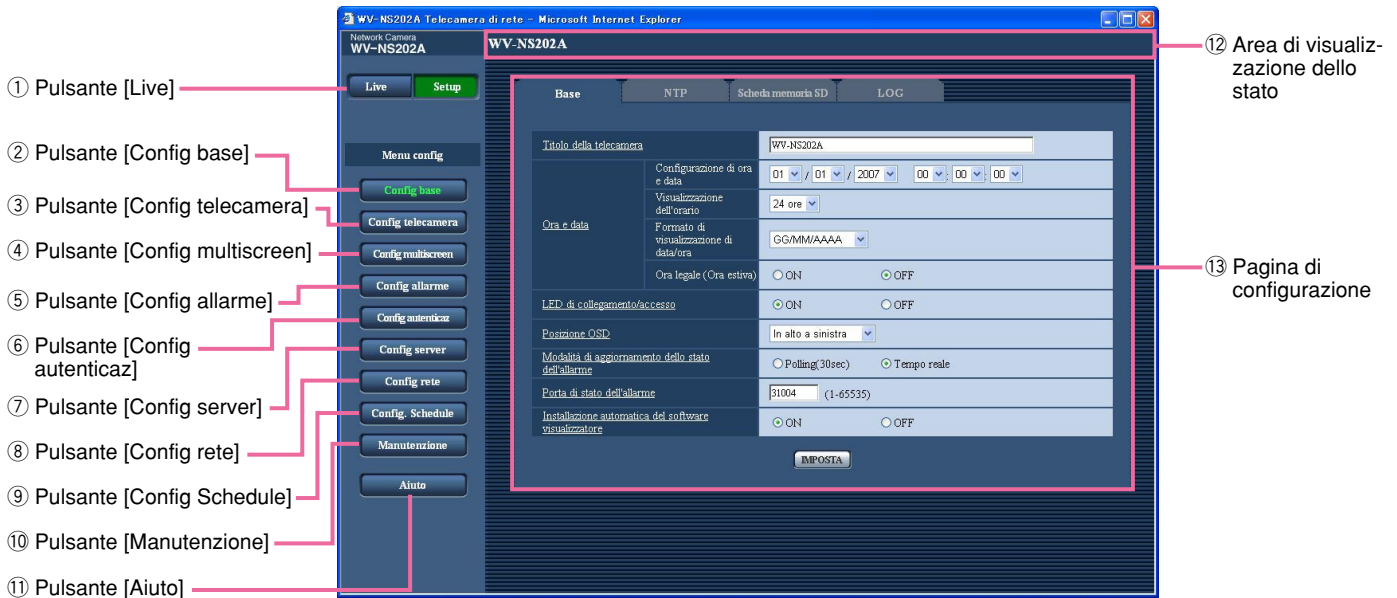 WV-NS202A Telecamera di rete - Microsoft Internet Explorer
Network Camera
WV-NS202A
WV-NS202A
① Pulsante [Live]
② Pulsante [Config base]
③ Pulsante [Config telecamera]
④ Pulsante [Config multiscreen]
⑤ Pulsante [Config allarme]
⑥ Pulsante [Config
autenticaz]
⑦ Pulsante [Config server]
⑧ Pulsante [Config rete]
⑨ Pulsante [Config Schedule]
⑩ Pulsante [Manutenzione]
⑪ Pulsante [Aiuto]
Live Setup
Menu config
Config base
Config telecamera
Config multiscreen
Config allarme
Config autenticaz
Config server
Config rete
Config. Schedule
Manutenzione
Aiuto
Base NTP Scheda memoria SD LOG
Titolo della telecamera WV-NS202A
Ora e data
Configurazione di ora
e data
01 / 01 / 2007 00 : 00 : 00
Visualizzazione
dell'orario
24 ore
Formato di
visualizzazione di
data/ora
GG/MM/AAAA
Ora legale (Ora estiva) ON OFF
LED di collegamento/accesso ON OFF
Posizione OSD In alto a sinistra
Modalità di aggiornamento dello stato
dell'allarme
Polling(30sec) Tempo reale
Porta di stato dell'allarme 31004 (1-65535)
Installazione automatica del software
visualizzatore
ON OFF
IMPOSTA
⑫ Area di visualiz-
zazione dello
stato
⑬ Pagina di
configurazione